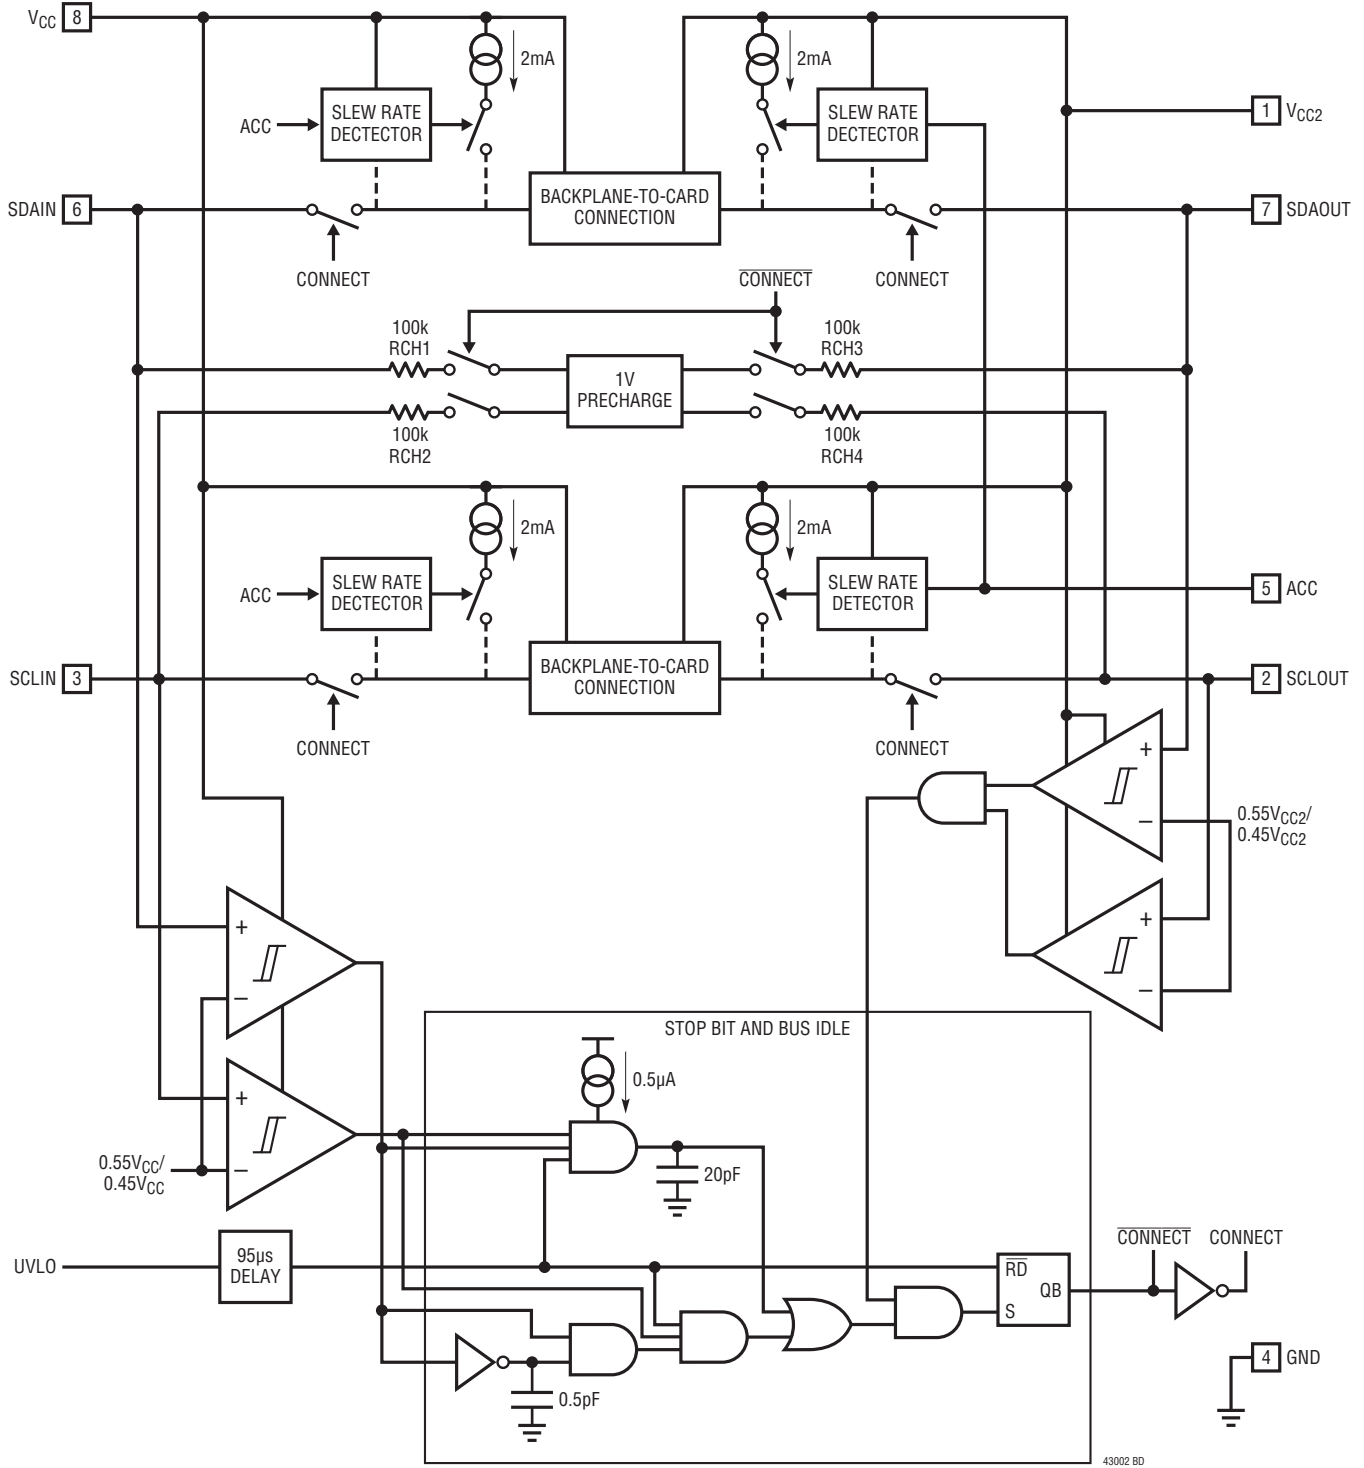 VCC 8
2mA
2mA
SLEW RATE
DECTECTOR
ACC
SLEW RATE
DECTECTOR
1 VCC2
SDAIN 6
BACKPLANE-TO-CARD
CONNECTION
7 SDAOUT
CONNECT
CONNECT
CONNECT
100k
RCH1
100k
RCH3
1V
PRECHARGE
100k
RCH2
100k
RCH4
2mA
2mA
ACC
SLEW RATE
DECTECTOR
SLEW RATE
DETECTOR
5 ACC
SCLIN 3
BACKPLANE-TO-CARD
CONNECTION
2 SCLOUT
CONNECT
CONNECT
+
−
0.55VCC2/
0.45VCC2
+
−
+
−
STOP BIT AND BUS IDLE
0.5µA
+
−
0.55VCC/
0.45VCC
20pF
UVLO
95µs
DELAY
RD
QB
S
CONNECT
CONNECT
0.5pF
4 GND
43002 BD